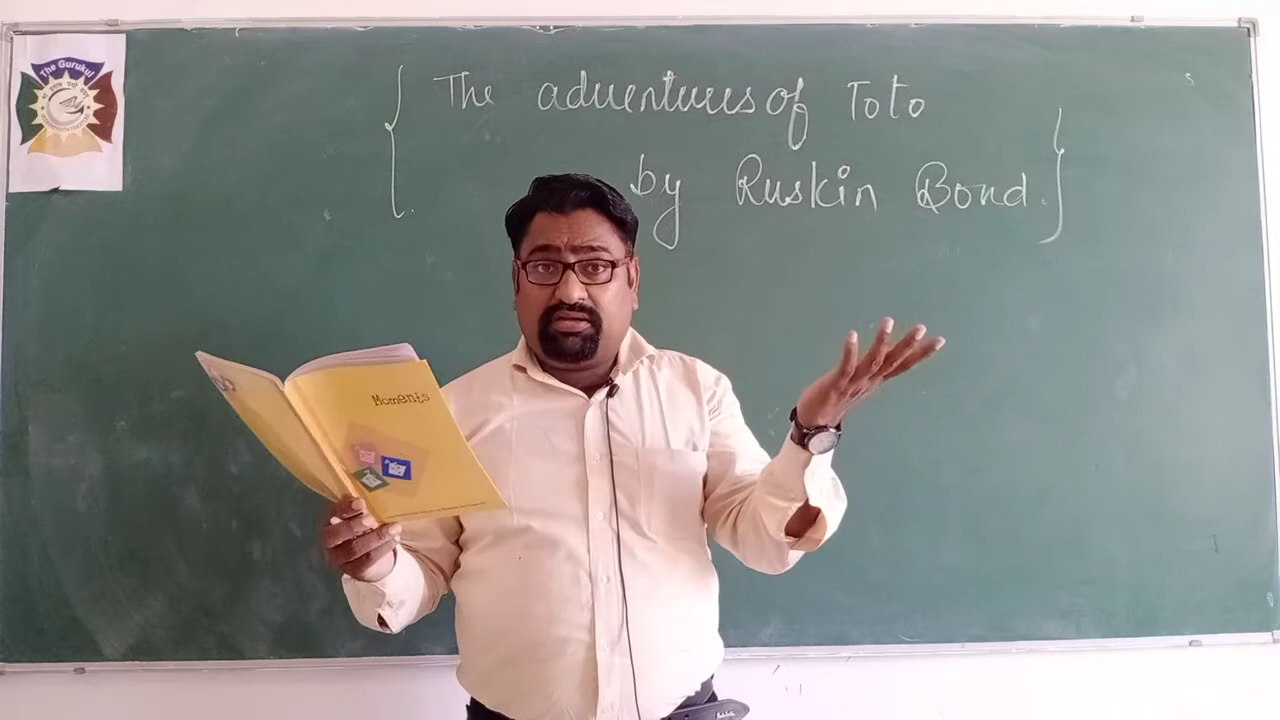 The Gurukul
{ The adventures of Toto
by Ruskin Bond. }
Moments